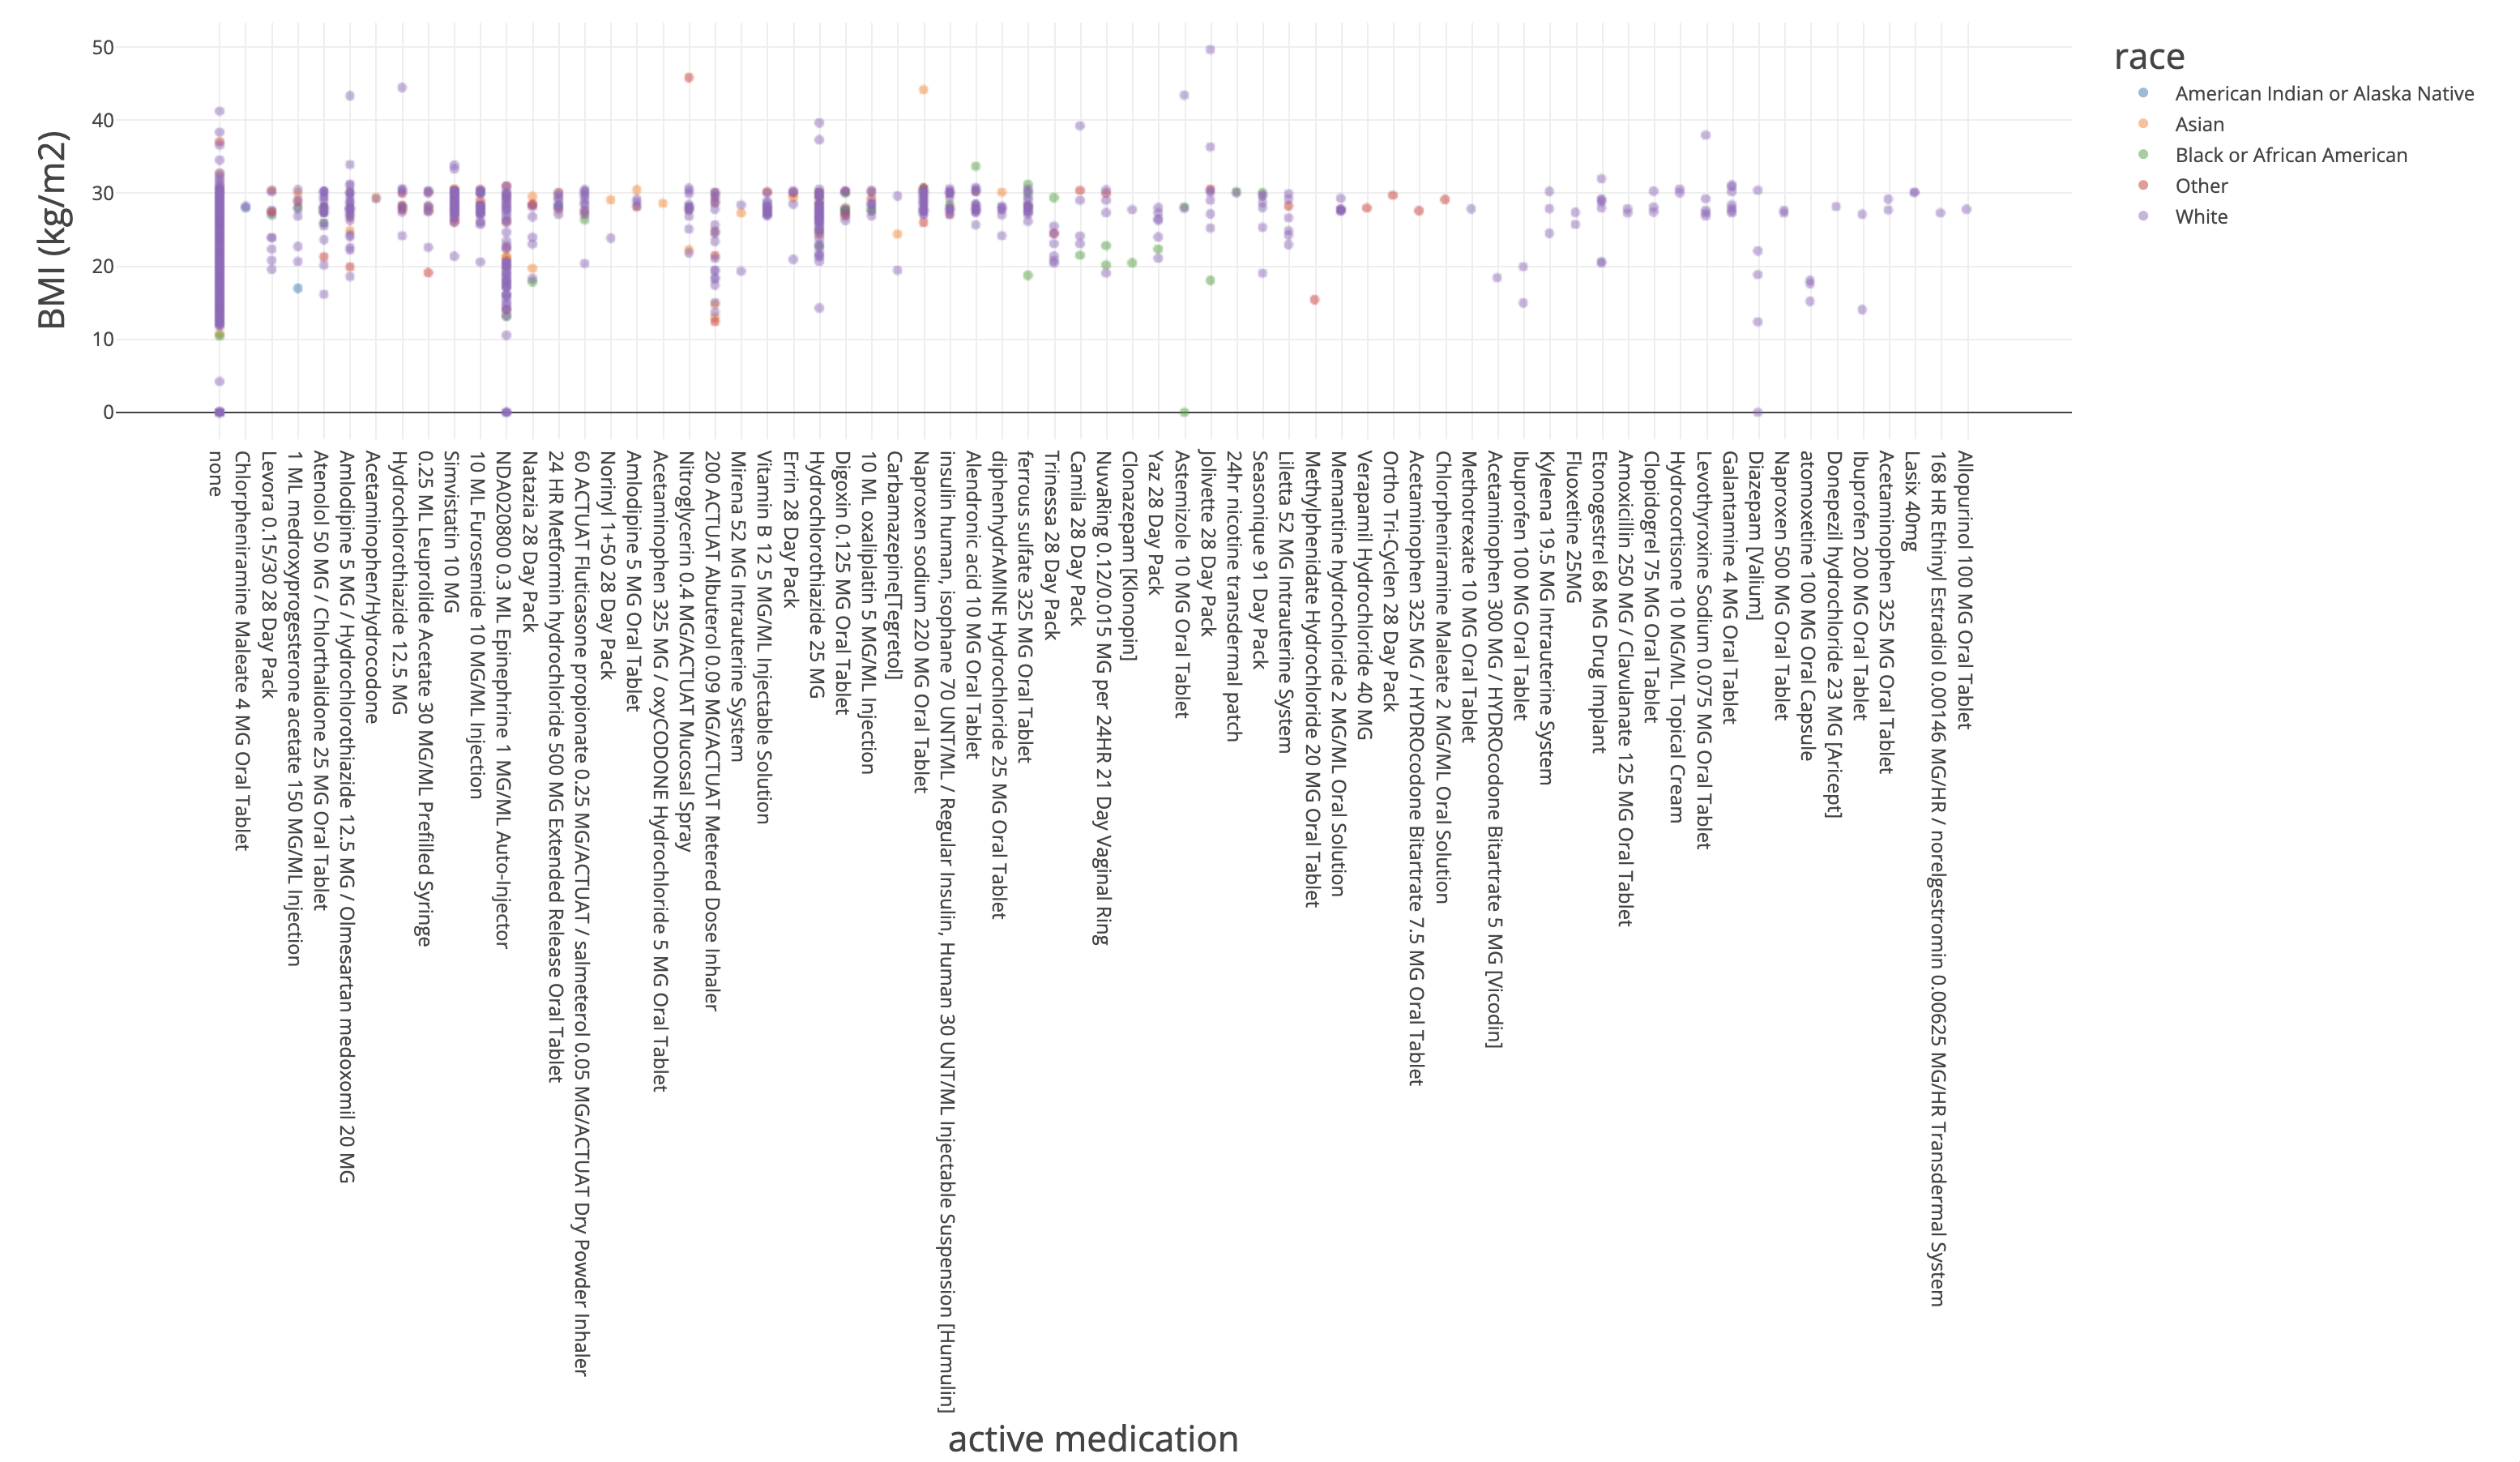 50
40
30
20
10
0
BMI (kg/m2)
none
Chlorpheniramine Maleate 4 MG Oral Tablet
Levora 0.15/30 28 Day Pack
1 ML medroxyprogesterone acetate 150 MG/ML Injection
Atenolol 50 MG / Chlorthalidone 25 MG Oral Tablet
Amlodipine 5 MG / Hydrochlorothiazide 12.5 MG / Olmesartan medoxomil 20 MG
Acetaminophen/Hydrocodone
Hydrochlorothiazide 12.5 MG
0.25 ML Leuprolide Acetate 30 MG/ML Prefilled Syringe
Simvistatin 10 MG
10 ML Furosemide 10 MG/ML Injection
NDA020800 0.3 ML Epinephrine 1 MG/ML Auto-Injector
Natazia 28 Day Pack
24 HR Metformin hydrochloride 500 MG Extended Release Oral Tablet
60 ACTUAT Fluticasone propionate 0.25 MG/ACTUAT / salmeterol 0.05 MG/ACTUAT Dry Powder Inhaler
Norinyl 1+50 28 Day Pack
Amlodipine 5 MG Oral Tablet
Acetaminophen 325 MG / oxyCODONE Hydrochloride 5 MG Oral Tablet
Nitroglycerin 0.4 MG/ACTUAT Mucosal Spray
200 ACTUAT Albuterol 0.09 MG/ACTUAT Metered Dose Inhaler
Mirena 52 MG Intrauterine System
Vitamin B 12 5 MG/ML Injectable Solution
Errin 28 Day Pack
Hydrochlorothiazide 25 MG
Digoxin 0.125 MG Oral Tablet
10 ML oxaliplatin 5 MG/ML Injection
Carbamazepine[Tegretol]
Naproxen sodium 220 MG Oral Tablet
insulin human, isophane 70 UNT/ML / Regular Insulin, Human 30 UNT/ML Injectable Suspension [Humulin]
Alendronic acid 10 MG Oral Tablet
diphenhydrAMINE Hydrochloride 25 MG Oral Tablet
ferrous sulfate 325 MG Oral Tablet
Trinessa 28 Day Pack
Camila 28 Day Pack
NuvaRing 0.12/0.015 MG per 24HR 21 Day Vaginal Ring
Clonazepam [Klonopin]
Yaz 28 Day Pack
Astemizole 10 MG Oral Tablet
Jolivette 28 Day Pack
24hr nicotine transdermal patch
Seasonique 91 Day Pack
Liletta 52 MG Intrauterine System
Methylphenidate Hydrochloride 20 MG Oral Tablet
Memantine hydrochloride 2 MG/ML Oral Solution
Verapamil Hydrochloride 40 MG
Ortho Tri-Cyclen 28 Day Pack
Acetaminophen 325 MG / HYDROcodone Bitartrate 7.5 MG Oral Tablet
Chlorpheniramine Maleate 2 MG/ML Oral Solution
Methotrexate 10 MG Oral Tablet
Acetaminophen 300 MG / HYDROcodone Bitartrate 5 MG [Vicodin]
Ibuprofen 100 MG Oral Tablet
Kyleena 19.5 MG Intrauterine System
Fluoxetine 25MG
Etonogestrel 68 MG Drug Implant
Amoxicillin 250 MG / Clavulanate 125 MG Oral Tablet
Clopidogrel 75 MG Oral Tablet
Hydrocortisone 10 MG/ML Topical Cream
Levothyroxine Sodium 0.075 MG Oral Tablet
Galantamine 4 MG Oral Tablet
Diazepam [Valium]
Naproxen 500 MG Oral Tablet
atomoxetine 100 MG Oral Capsule
Donepezil hydrochloride 23 MG [Aricept]
Ibuprofen 200 MG Oral Tablet
Acetaminophen 325 MG Oral Tablet
Lasix 40mg
168 HR Ethinyl Estradiol 0.00146 MG/HR / norelgestromin 0.00625 MG/HR Transdermal System
Allopurinol 100 MG Oral Tablet
active medication
race
American Indian or Alaska Native
Asian
Black or African American
Other
White